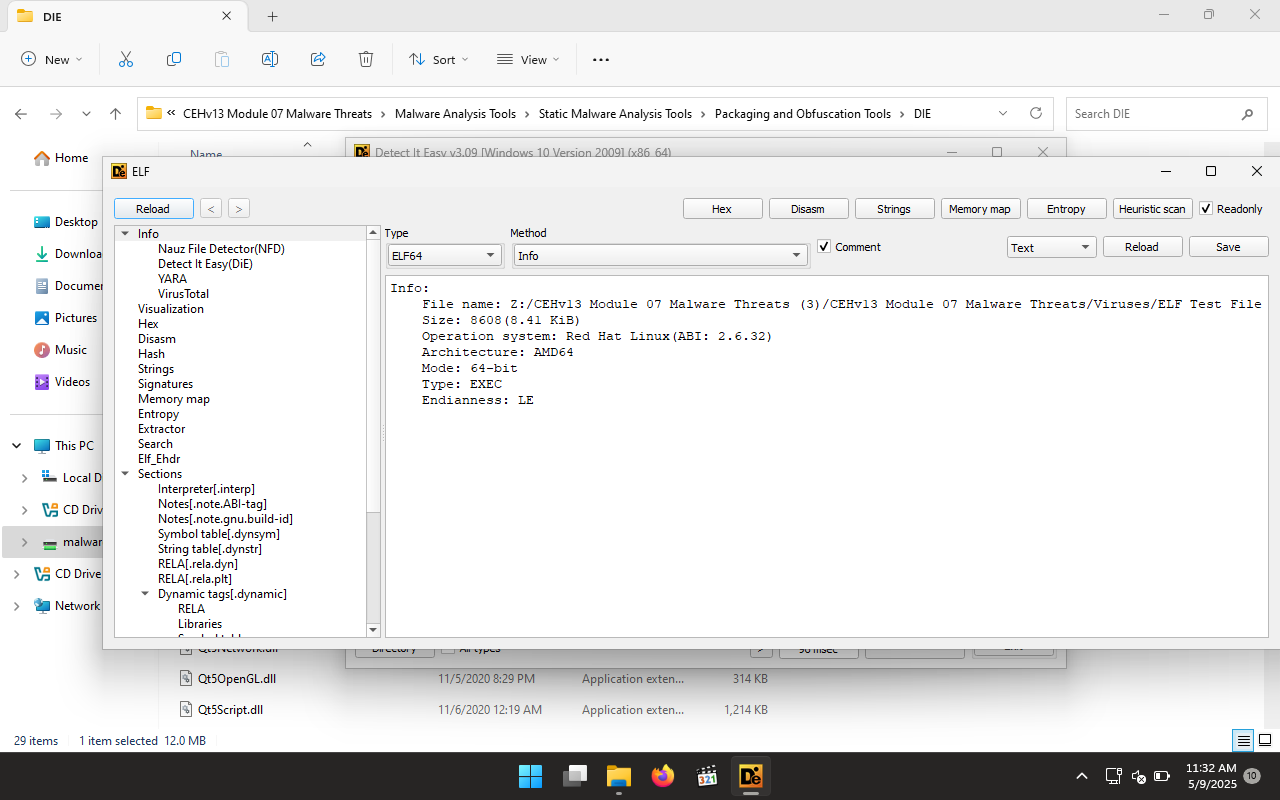 DIE
New
Sort
View
CEHv13 Module 07 Malware Threats > Malware Analysis Tools > Static Malware Analysis Tools > Packaging and Obfuscation Tools > DIE
Search DIE
Home
Name
Detect It Easy v3.09 [Windows 10 Version 2009] (x86_64)
ELF
Reload
<
>
Hex
Disasm
Strings
Memory map
Entropy
Heuristic scan
Readonly
Type
Method
ELF64
Info
Comment
Text
Reload
Save
Info
Nauz File Detector(NFD)
Detect It Easy(DiE)
YARA
VirusTotal
Visualization
Hex
Disasm
Hash
Strings
Signatures
Memory map
Entropy
Extractor
Search
Elf_Ehdr
Sections
Interpreter[.interp]
Notes[.note.ABI-tag]
Notes[.note.gnu.build-id]
Symbol table[.dynsym]
String table[.dynstr]
RELA[.rela.dyn]
RELA[.rela.plt]
Dynamic tags[.dynamic]
RELA
Libraries
Info:
File name: Z:/CEHv13 Module 07 Malware Threats (3)/CEHv13 Module 07 Malware Threats/Viruses/ELF Test File
Size: 8608(8.41 KiB)
Operation system: Red Hat Linux(ABI: 2.6.32)
Architecture: AMD64
Mode: 64-bit
Type: EXEC
Endianness: LE
Desktop
Downloa
Documen
Pictures
Music
Videos
This PC
Local D
CD Driv
malwar
CD Drive
Network
Qt5Network.dll
Directory
All types
>
90 msec
Qt5OpenGL.dll 11/5/2020 8:29 PM Application exten... 314 KB
Qt5Script.dll 11/6/2020 12:19 AM Application exten... 1,214 KB
29 items 1 item selected 12.0 MB
321
11:32 AM
5/9/2025
10